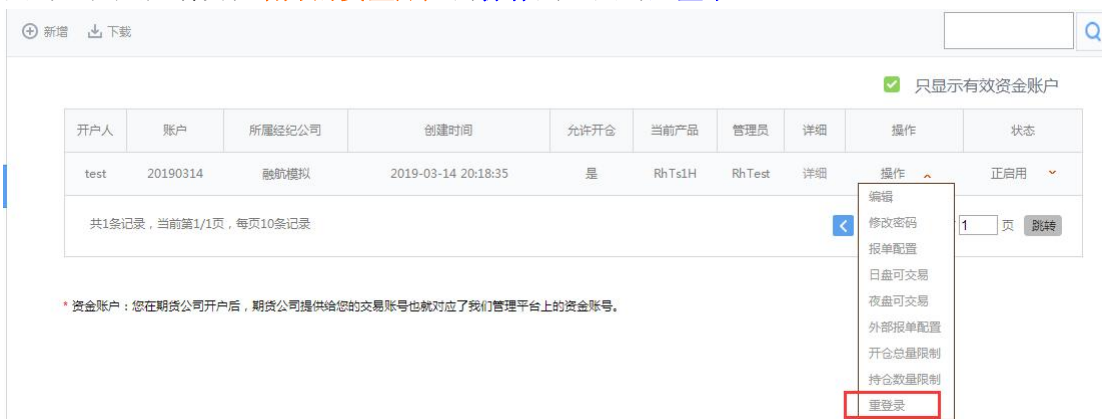 新增 下载
只显示有效资金账户
开户人 账户 所属经纪公司 创建时间 允许开仓 当前产品 管理员 详细 操作 状态
test 20190314 融航模拟 2019-03-14 20:18:35 是 RhTs1H RhTest 详细 操作 正启用
编辑
共1条记录，当前第1/1页，每页10条记录 修改密码 1 页 跳转
报单配置
日盘可交易
* 资金账户：您在期货公司开户后，期货公司提供给您的交易账号也就对应了我们管理平台上的资金账号。 夜盘可交易
外部报单配置
开仓总量限制
持仓数量限制
重登录